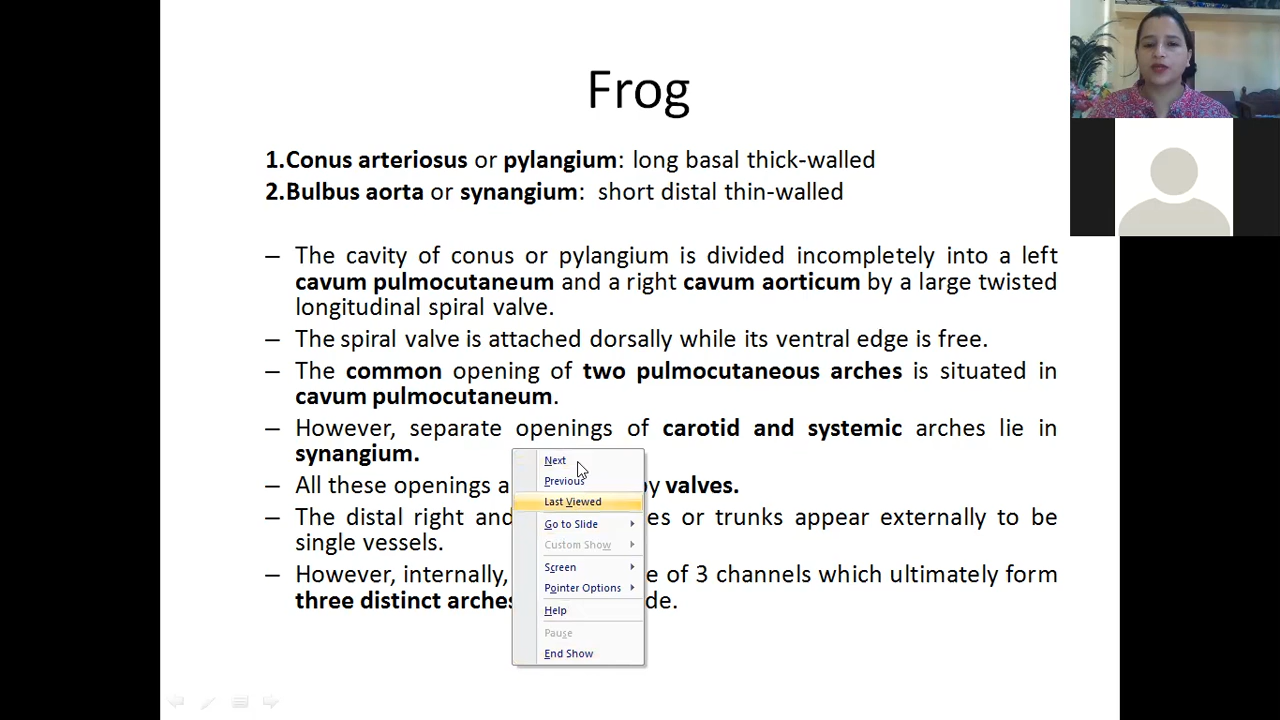 Frog
1.Conus arteriosus or pylangium: long basal thick-walled
2.Bulbus aorta or synangium: short distal thin-walled
– The cavity of conus or pylangium is divided incompletely into a left
cavum pulmocutaneum and a right cavum aorticum by a large twisted
longitudinal spiral valve.
– The spiral valve is attached dorsally while its ventral edge is free.
– The common opening of two pulmocutaneous arches is situated in
cavum pulmocutaneum.
– However, separate openings of carotid and systemic arches lie in
synangium.
– All these openings a y valves.
– The distal right and es or trunks appear externally to be
single vessels.
– However, internally, e of 3 channels which ultimately form
three distinct arches de.
Next
Previous
Last Viewed
Go to Slide
Custom Show
Screen
Pointer Options
Help
Pause
End Show